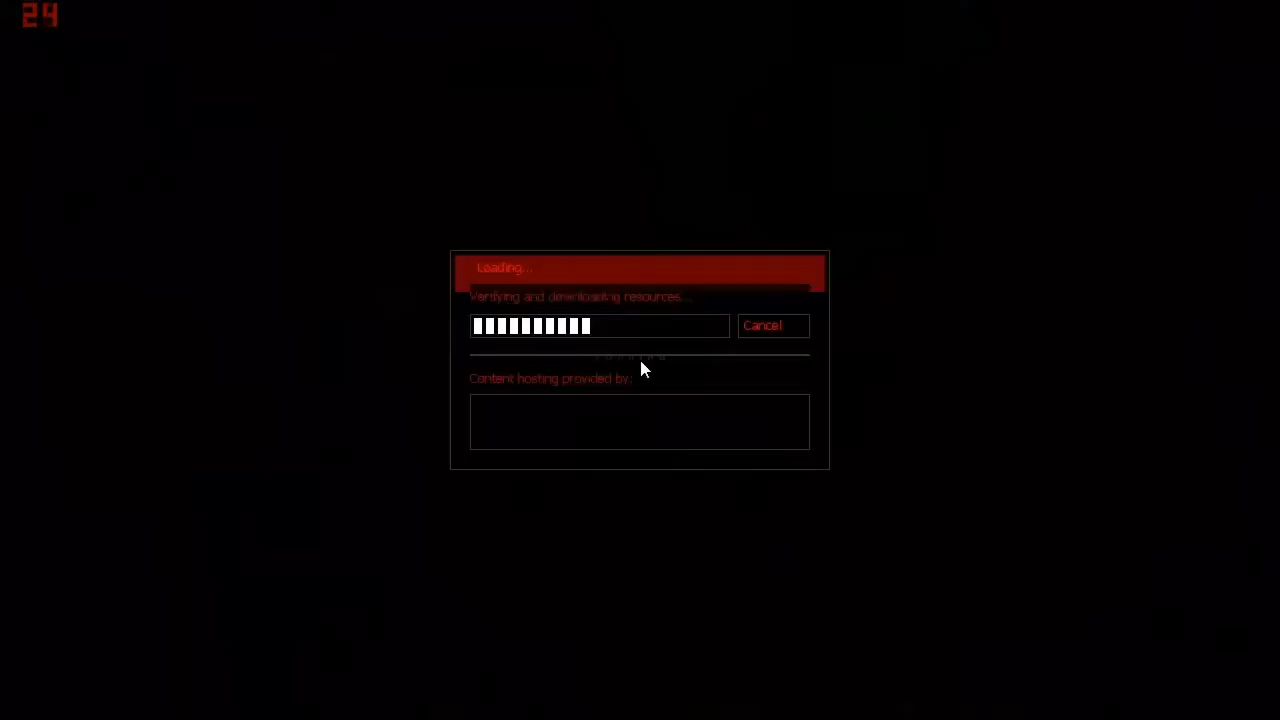 24
Loading...
Verifying and downloading resources...
Cancel
Content hosting provided by: